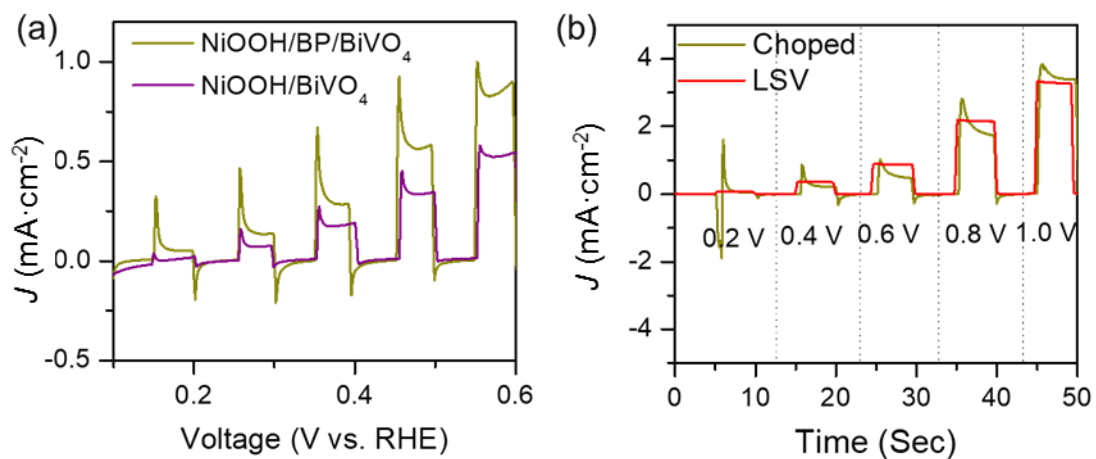 (a)
NiOOH/BP/BiVO₄
NiOOH/BiVO₄
1.0
0.5
0.0
-0.5
J (mA·cm⁻²)
0.2
0.4
0.6
Voltage (V vs. RHE)
(b)
Choped
LSV
4
2
0
-2
-4
J (mA·cm⁻²)
0.2 V
0.4 V
0.6 V
0.8 V
1.0 V
0 10 20 30 40 50
Time (Sec)